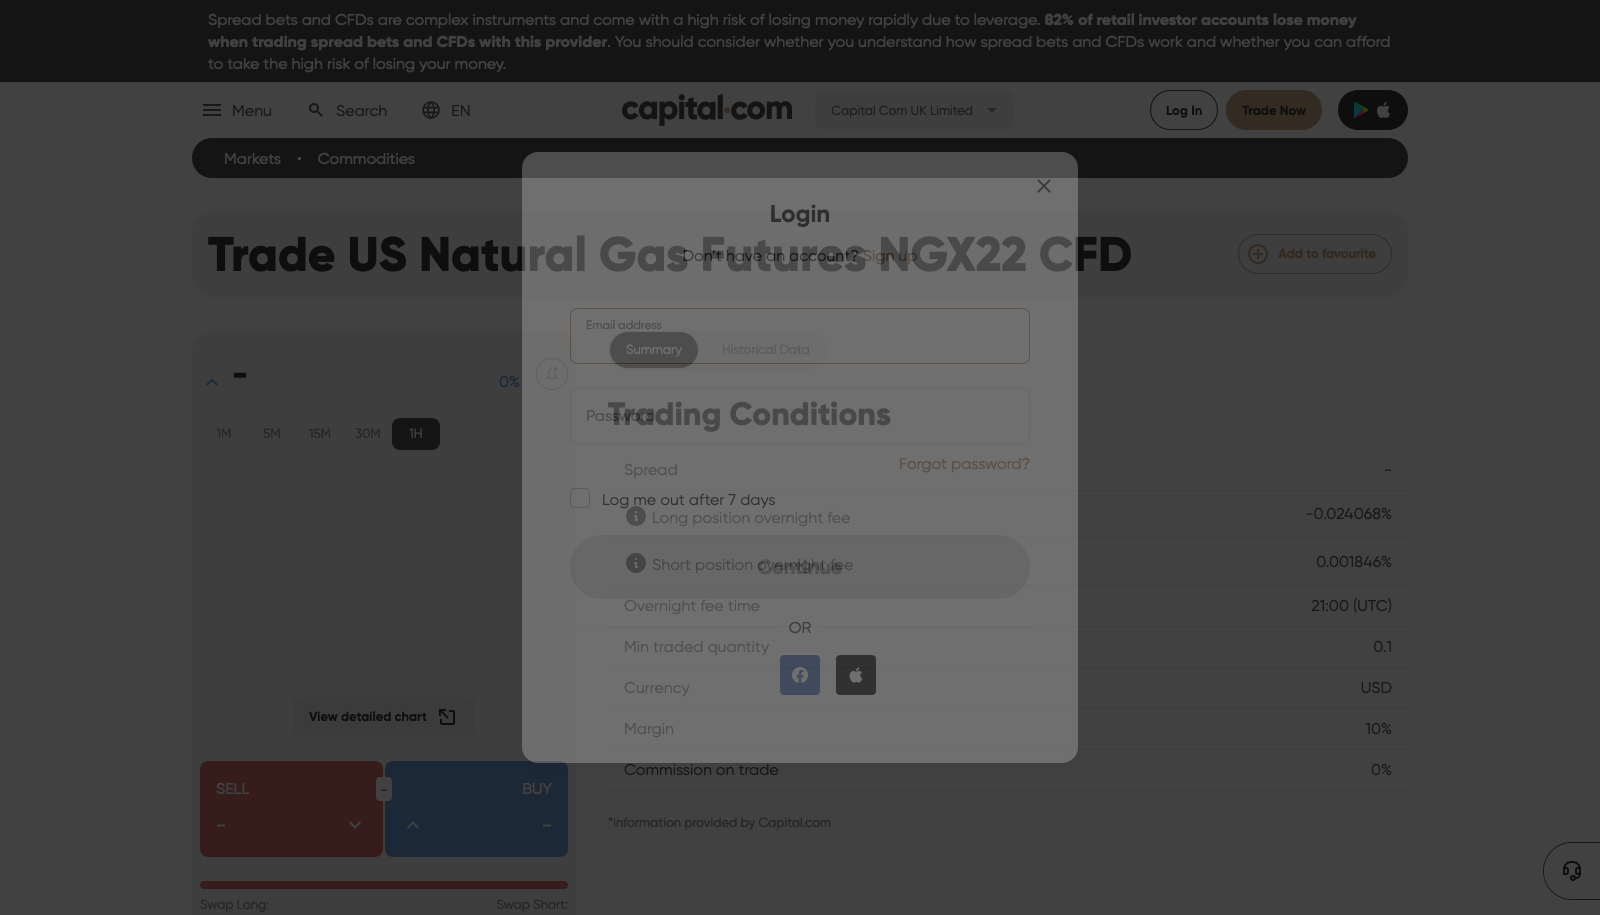 Spread bets and CFDs are complex instruments and come with a high risk of losing money rapidly due to leverage. 82% of retail investor accounts lose money
when trading spread bets and CFDs with this provider. You should consider whether you understand how spread bets and CFDs work and whether you can afford
to take the high risk of losing your money.
Menu
Search
EN
capital.com
Capital Com UK Limited
Log In
Trade Now
Markets • Commodities
Login
Trade US Natural Gas Futures NGX22 CFD
Add to favourite
Don't have an account? Sign up
Email address
Summary
Historical Data
0%
Password
Trading Conditions
1M
5M
15M
30M
1H
Forgot password?
Spread
-
Log me out after 7 days
Long position overnight fee
-0.024068%
Short position overnight fee
0.001846%
Continue
Overnight fee time
21:00 (UTC)
OR
Min traded quantity
0.1
Currency
USD
View detailed chart
Margin
10%
Commission on trade
0%
SELL
-
BUY
-
-
*Information provided by Capital.com
Swap Long:
Swap Short: